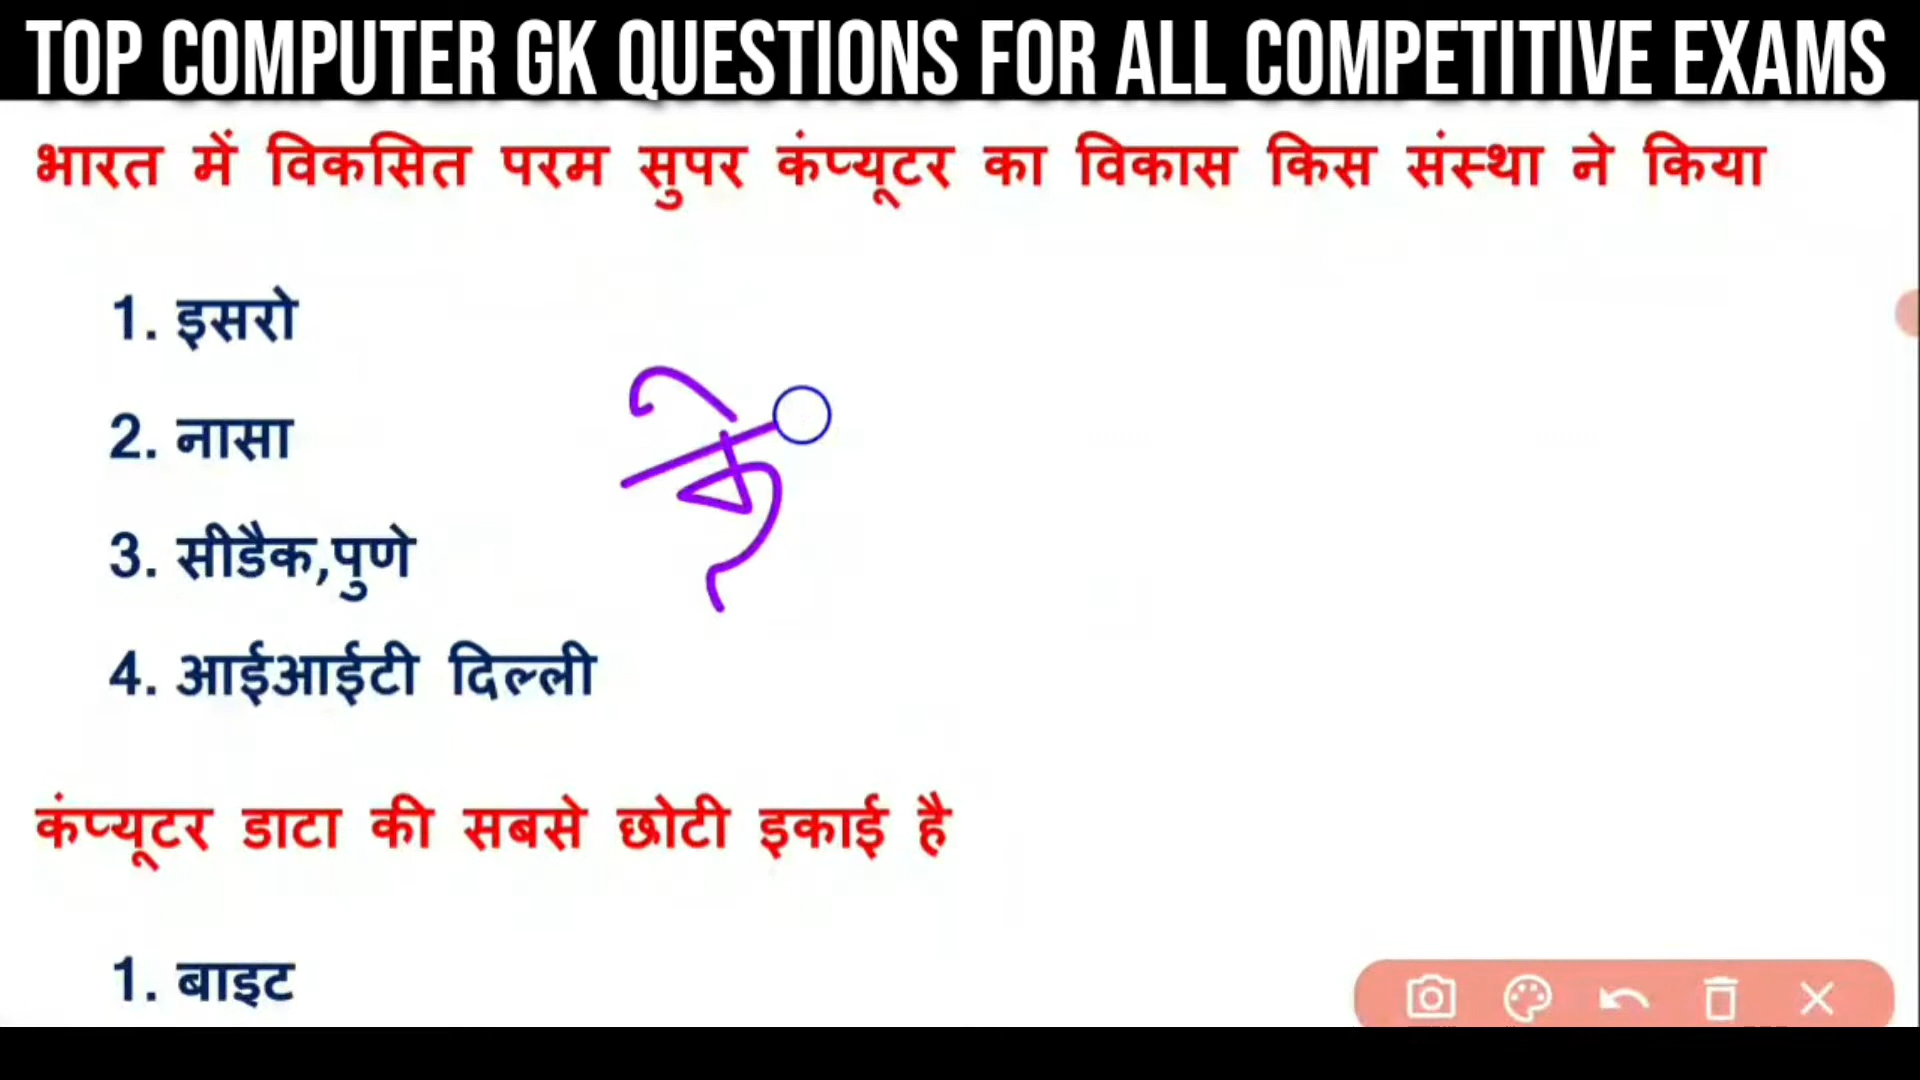 TOP COMPUTER GK QUESTIONS FOR ALL COMPETITIVE EXAMS
भारत में विकसित परम सुपर कंप्यूटर का विकास किस संस्था ने किया
1. इसरो
2. नासा
3. सीडैक,पुणे
4. आईआईटी दिल्ली
कंप्यूटर डाटा की सबसे छोटी इकाई है
1. बाइट